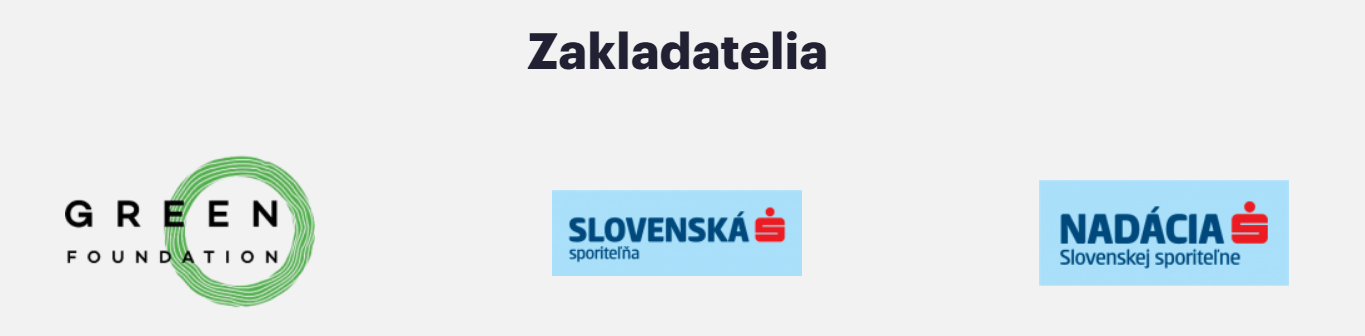 Zakladatelia
GREEN
FOUNDATION
SLOVENSKÁ
sporiteľňa
NADÁCIA
Slovenskej sporiteľne